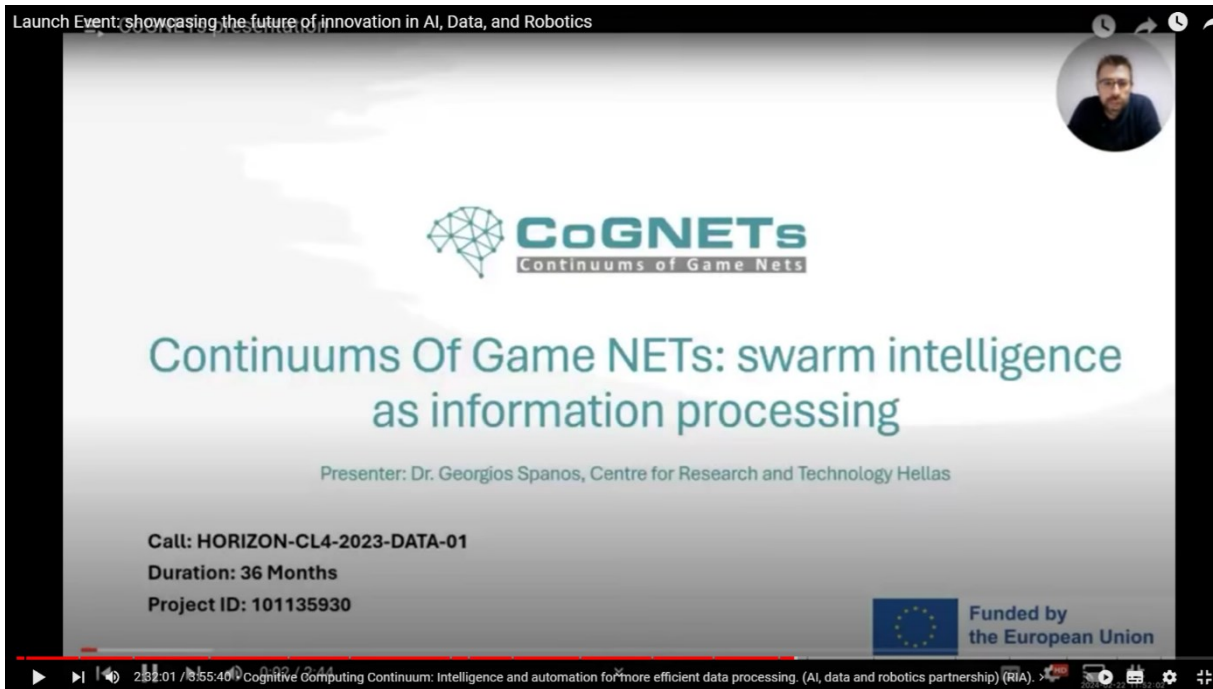 Launch Event: showcasing the future of innovation in AI, Data, and Robotics
CoGNETs presentation
CoGNETs
Continuums of Game Nets
Continuums Of Game NETs: swarm intelligence
as information processing
Presenter: Dr. Georgios Spanos, Centre for Research and Technology Hellas
Call: HORIZON-CL4-2023-DATA-01
Duration: 36 Months
Project ID: 101135930
Funded by
the European Union
2:32:01 / 3:55:40 • Cognitive Computing Continuum: Intelligence and automation for more efficient data processing. (AI, data and robotics partnership) (RIA).
HD